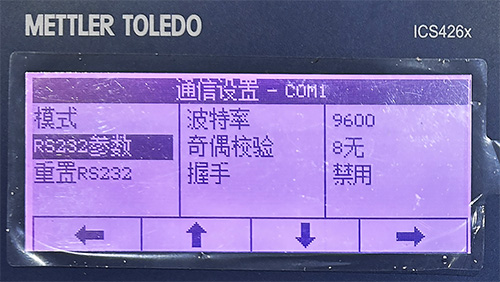 METTLER TOLEDO ICS426x
通信设置 - COM1
模式 波特率 9600
RS232参数 奇偶校验 8无
重置RS232 握手 禁用